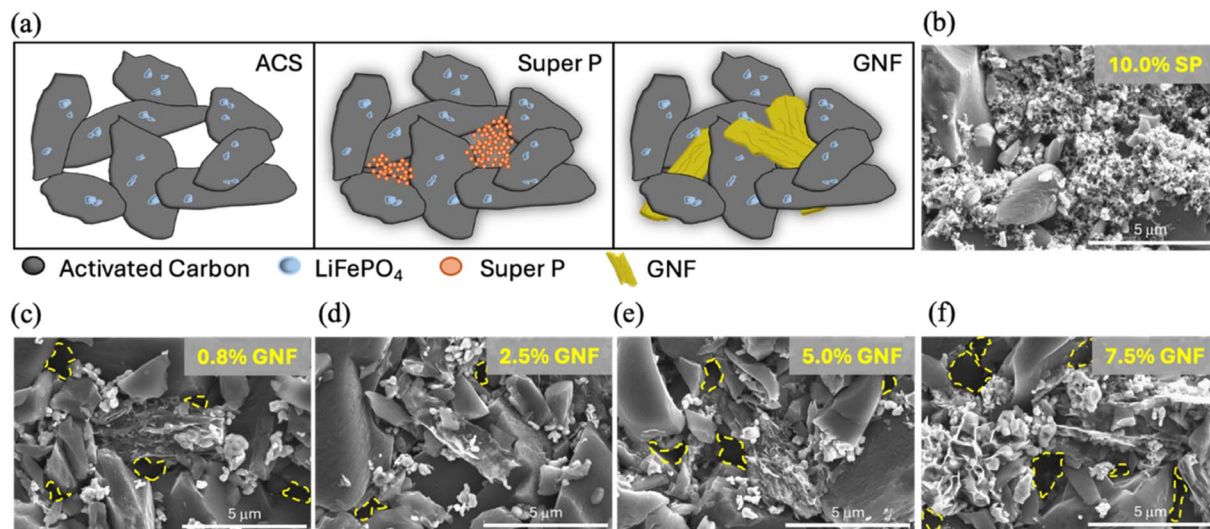 (a)
ACS
Super P
GNF
Activated Carbon
LiFePO₄
Super P
GNF
(b)
10.0% SP
5 μm
(c)
0.8% GNF
5 μm
(d)
2.5% GNF
5 μm
(e)
5.0% GNF
5 μm
(f)
7.5% GNF
5 μm